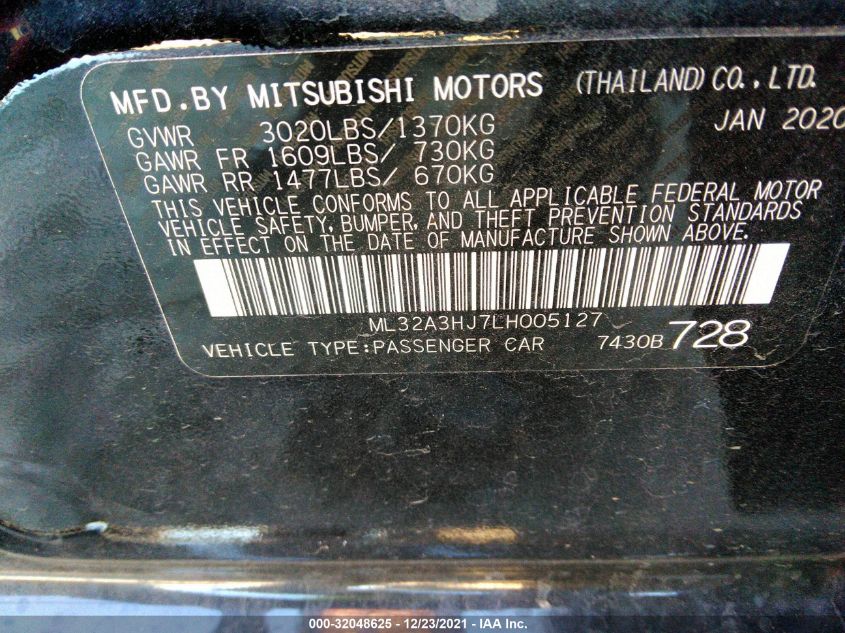 MFD.BY MITSUBISHI MOTORS (THAILAND) CO.,LTD.
GVWR 3020LBS/1370KG JAN 2020
GAWR FR 1609LBS/ 730KG
GAWR RR 1477LBS/ 670KG
THIS VEHICLE CONFORMS TO ALL APPLICABLE FEDERAL MOTOR
VEHICLE SAFETY, BUMPER, AND THEFT PREVENTION STANDARDS
IN EFFECT ON THE DATE OF MANUFACTURE SHOWN ABOVE.
ML32A3HJ7LH005127
VEHICLE TYPE:PASSENGER CAR 7430B 728
000-32048625 - 12/23/2021 - IAA Inc.